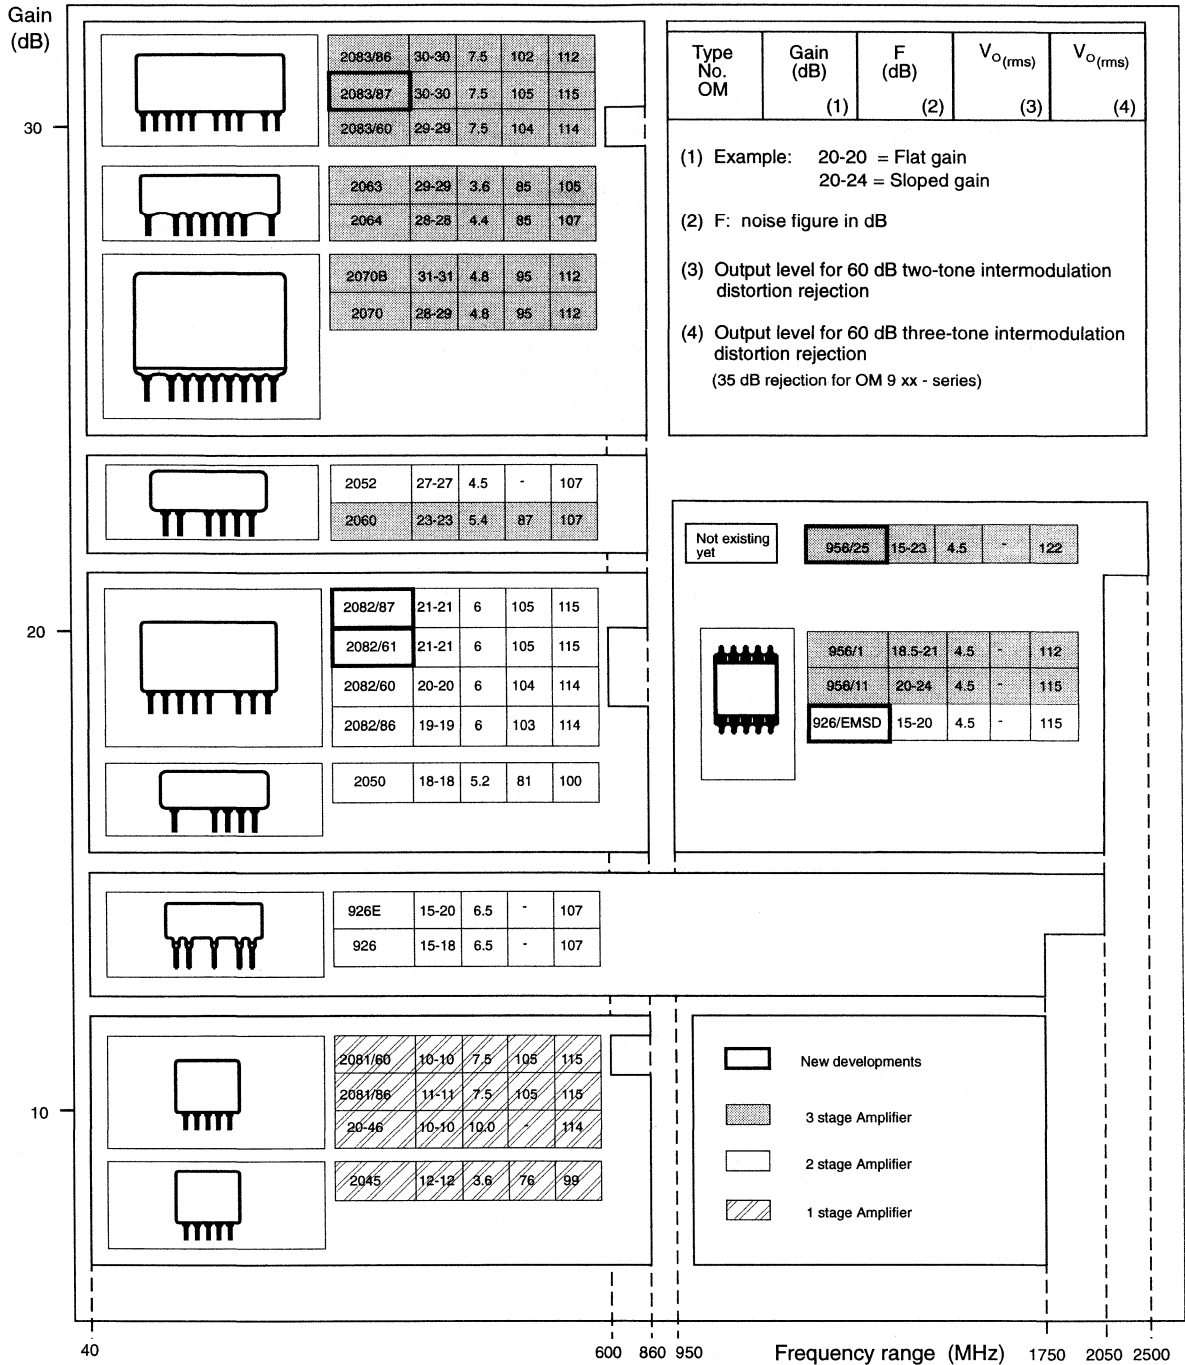 Gain
(dB)
30
20
10
2083/86 30-30 7.5 102 112
2083/87 30-30 7.5 105 115
2083/60 29-29 7.5 104 114
2063 29-29 3.6 85 105
2064 28-28 4.4 85 107
2070B 31-31 4.8 95 112
2070 28-29 4.8 95 112
2052 27-27 4.5 - 107
2060 23-23 5.4 87 107
2082/87 21-21 6 105 115
2082/61 21-21 6 105 115
2082/60 20-20 6 104 114
2082/86 19-19 6 103 114
2050 18-18 5.2 81 100
926E 15-20 6.5 - 107
926 15-18 6.5 - 107
2081/60 10-10 7.5 105 115
2081/86 11-11 7.5 105 115
20-46 10-10 10.0 - 114
2045 12-12 3.6 76 99
Type No. OM
Gain (dB) (1)
F (dB) (2)
VO(rms) (3)
VO(rms) (4)
(1) Example: 20-20 = Flat gain
20-24 = Sloped gain
(2) F: noise figure in dB
(3) Output level for 60 dB two-tone intermodulation
distortion rejection
(4) Output level for 60 dB three-tone intermodulation
distortion rejection
(35 dB rejection for OM 9 xx - series)
Not existing
yet
956/25 15-23 4.5 - 122
956/1 18.5-21 4.5 - 112
956/11 20-24 4.5 - 115
926/EMSD 15-20 4.5 - 115
New developments
3 stage Amplifier
2 stage Amplifier
1 stage Amplifier
40 600 860 950 Frequency range (MHz) 1750 2050 2500